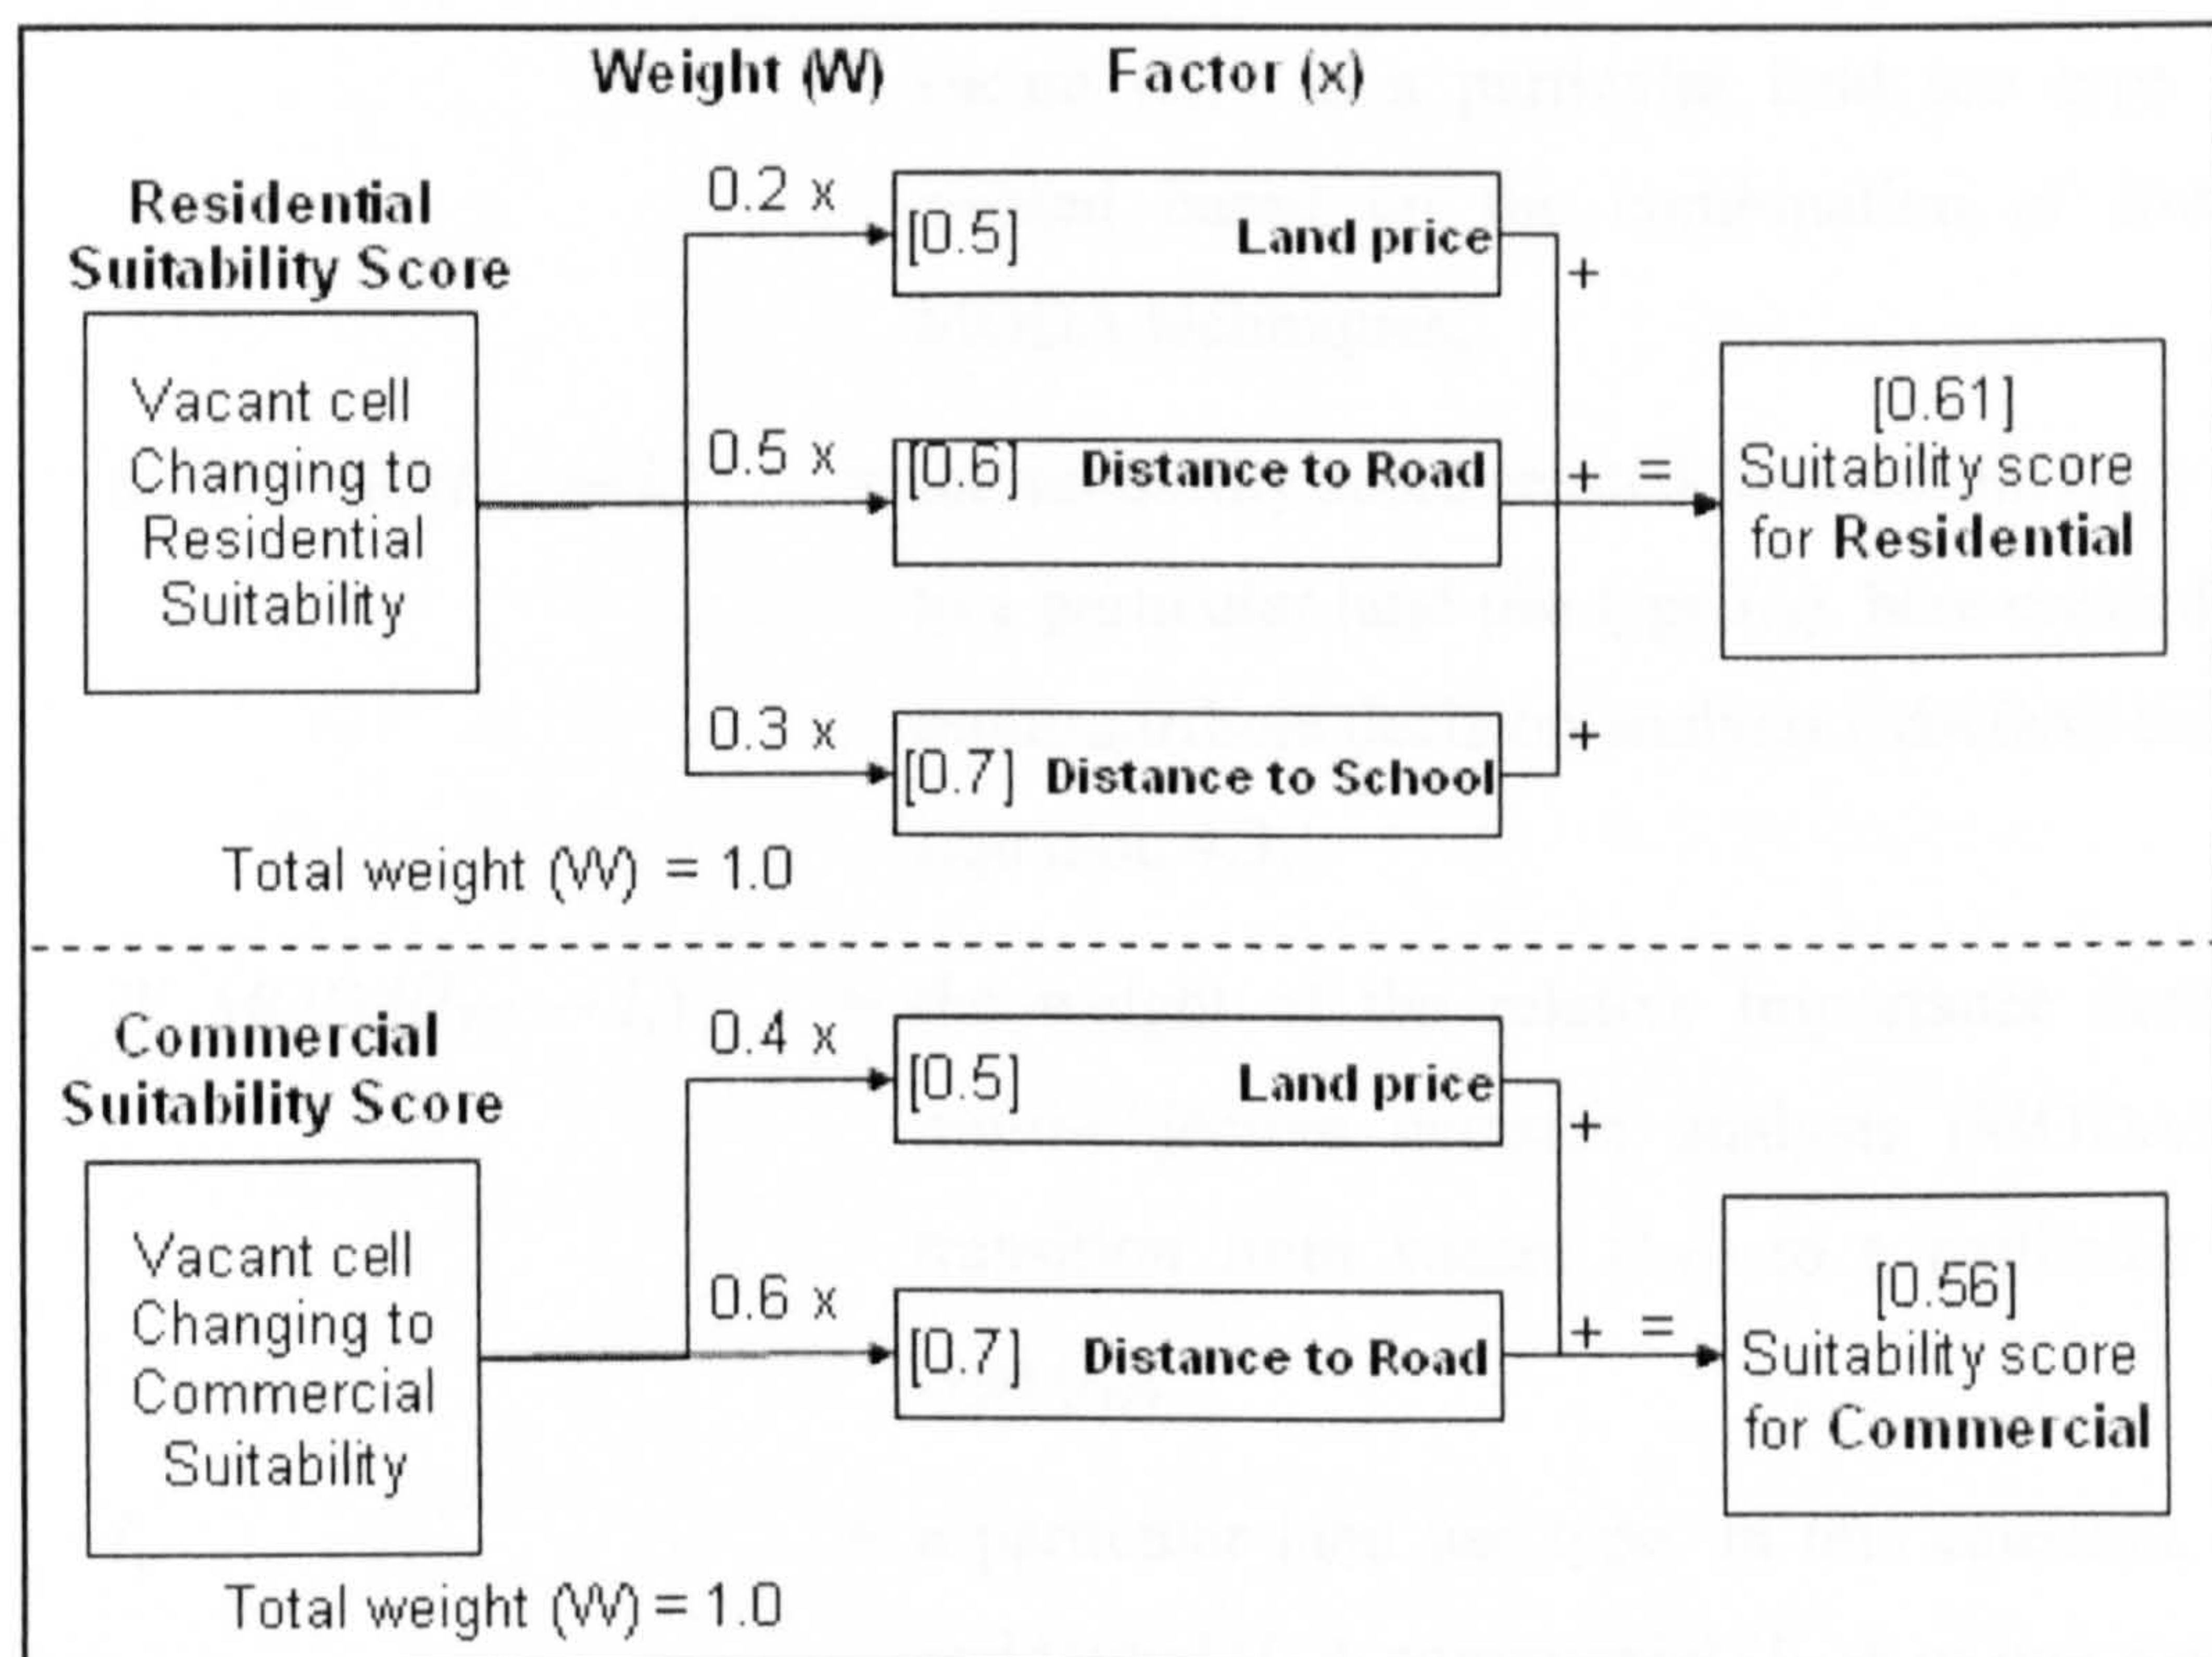 Weight (W) Factor (x)
Residential
Suitability Score
Vacant cell
Changing to
Residential
Suitability
0.2 x
[0.5] Land price
+
0.5 x
[0.6] Distance to Road
+ =
0.3 x
[0.7] Distance to School
+
[0.61]
Suitability score
for Residential
Total weight (W) = 1.0
Commercial
Suitability Score
Vacant cell
Changing to
Commercial
Suitability
0.4 x
[0.5] Land price
+
0.6 x
[0.7] Distance to Road
+ =
[0.56]
Suitability score
for Commercial
Total weight (W) = 1.0